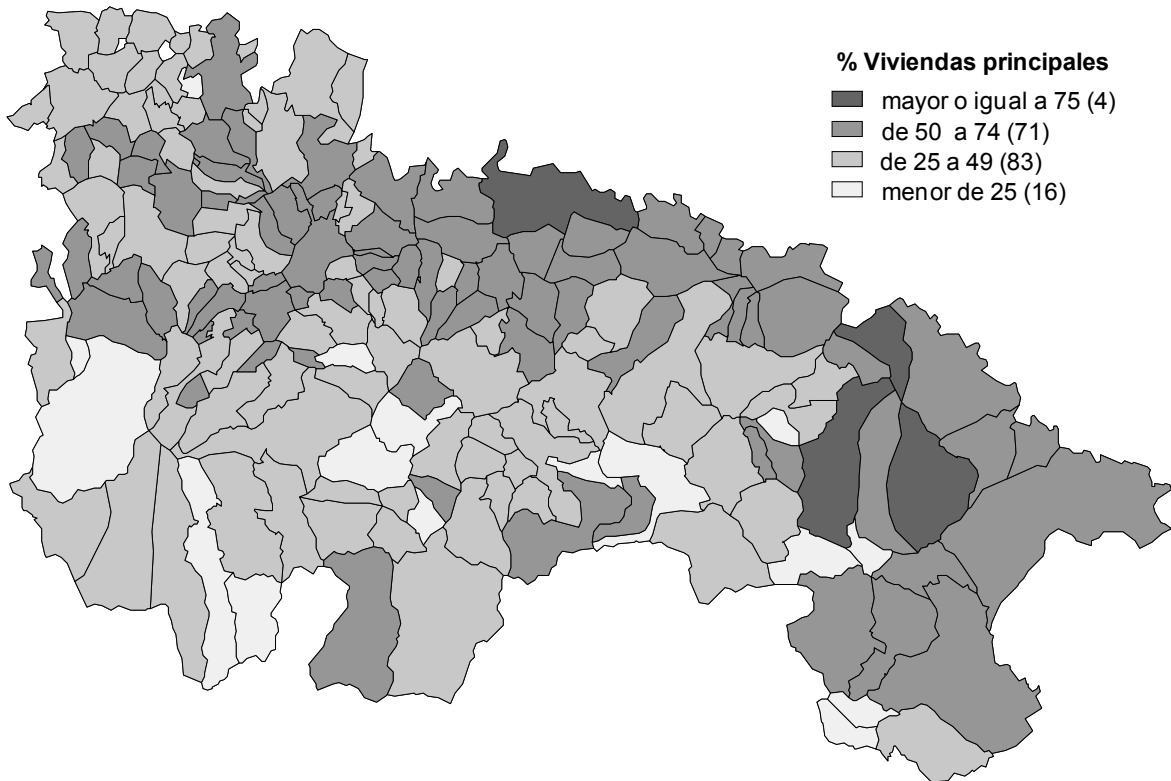 % Viviendas principales
mayor o igual a 75 (4)
de 50 a 74 (71)
de 25 a 49 (83)
menor de 25 (16)